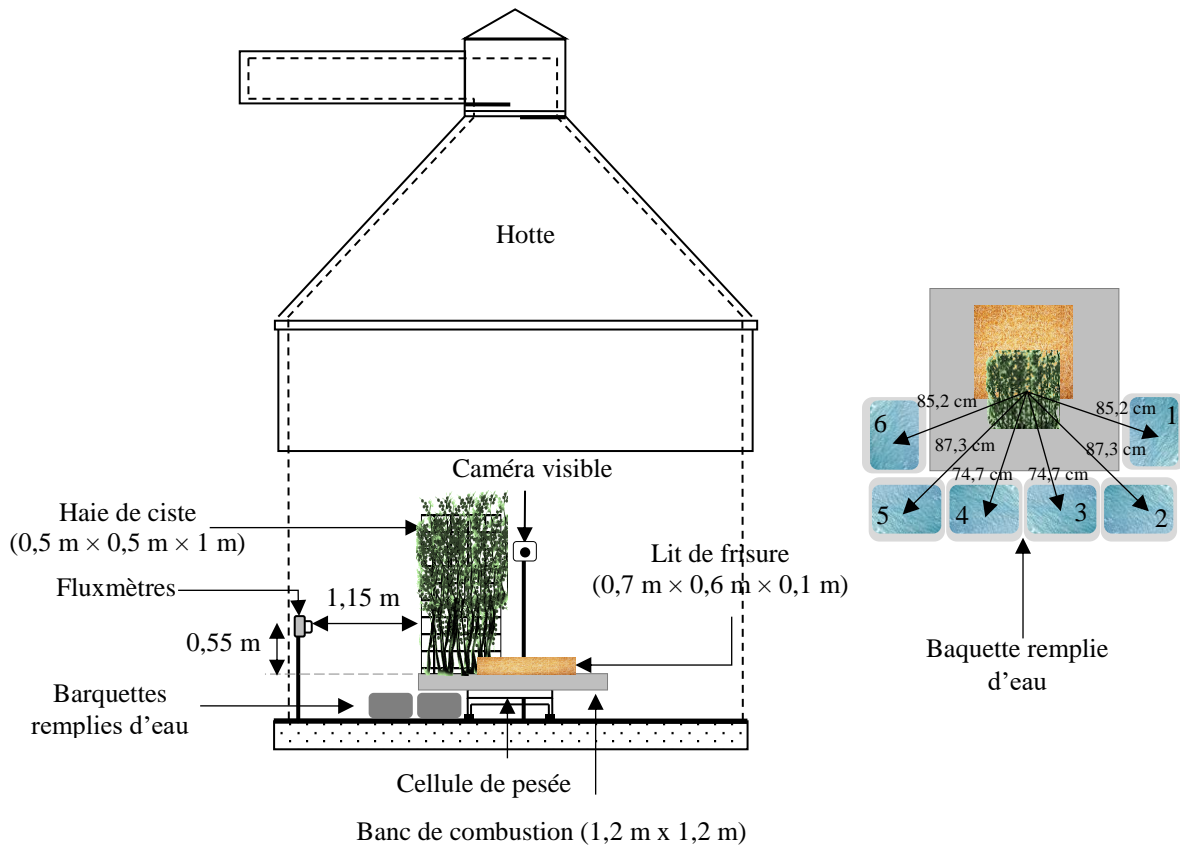 Hotte
Caméra visible
Haie de ciste
(0,5 m × 0,5 m × 1 m)
Fluxmètres
1,15 m
0,55 m
Lit de frisure
(0,7 m × 0,6 m × 0,1 m)
Barquettes
remplies d’eau
Cellule de pesée
Banc de combustion (1,2 m x 1,2 m)
85,2 cm
85,2 cm
6
1
87,3 cm
87,3 cm
74,7 cm
74,7 cm
5
4
3
2
Baquette remplie
d’eau